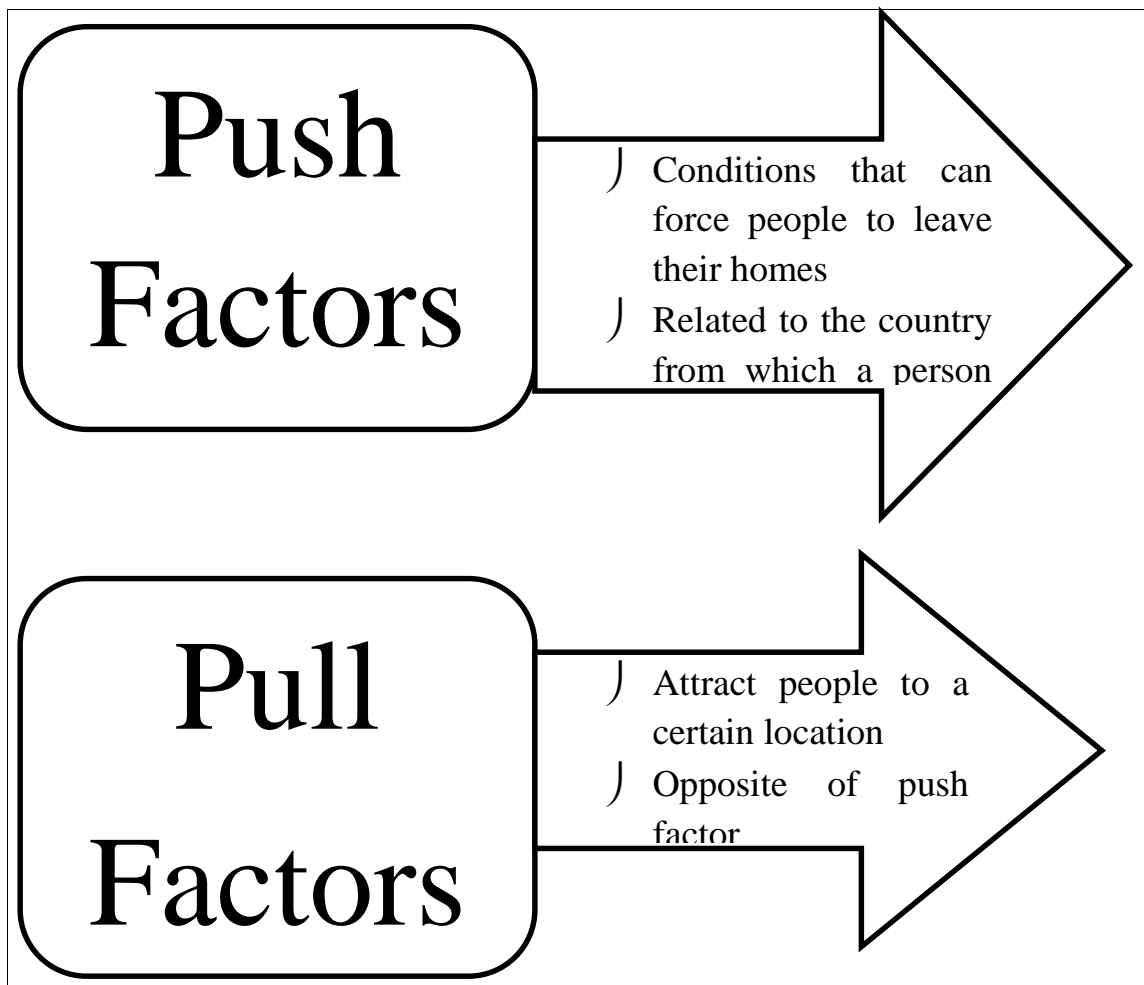 Push
Factors
Conditions that can
force people to leave
their homes
Related to the country
from which a person
Pull
Factors
Attract people to a
certain location
Opposite of push
factor